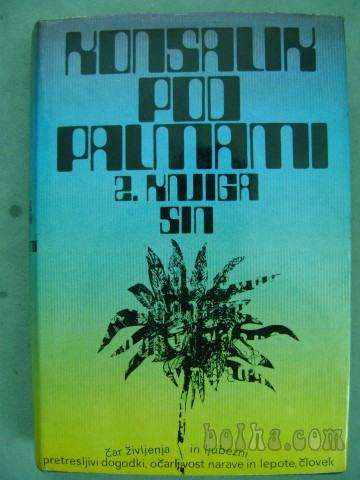 KONSALIK
POD
PALMAMI
2. KNJIGA
SIN
čar življenja in ljubezni
pretresljivi dogodki, očarljivost narave in lepote, človek
bolha.com